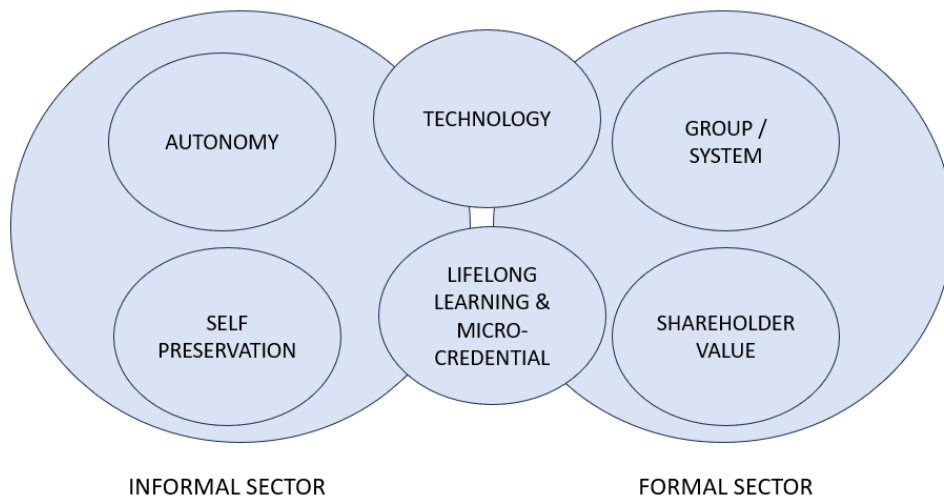 AUTONOMY
TECHNOLOGY
GROUP /
SYSTEM
SELF
PRESERVATION
LIFELONG
LEARNING &
MICRO-
CREDENTIAL
SHAREHOLDER
VALUE
INFORMAL SECTOR
FORMAL SECTOR